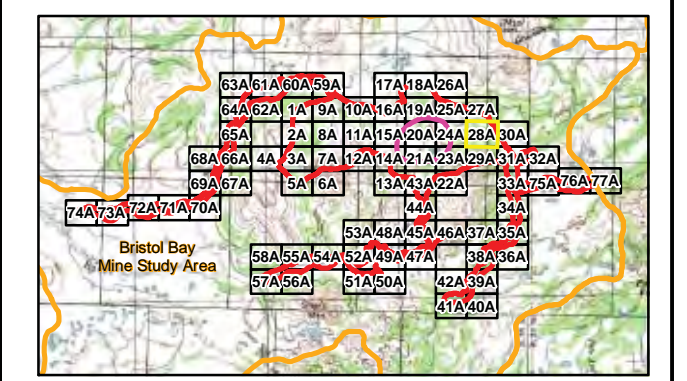 63A 61A 60A 59A 17A 18A 26A
64A 62A 1A 9A 10A 16A 19A 25A 27A
65A 2A 8A 11A 15A 20A 24A 28A 30A
68A 66A 4A 3A 7A 12A 14A 21A 23A 29A 31A 32A
69A 67A 5A 6A 13A 43A 22A 33A 75A 76A 77A
74A 73A 72A 71A 70A 44A 34A
53A 48A 45A 46A 37A 35A
Bristol Bay
Mine Study Area
58A 55A 54A 52A 49A 47A 38A 36A
57A 56A 51A 50A 42A 39A
41A 40A